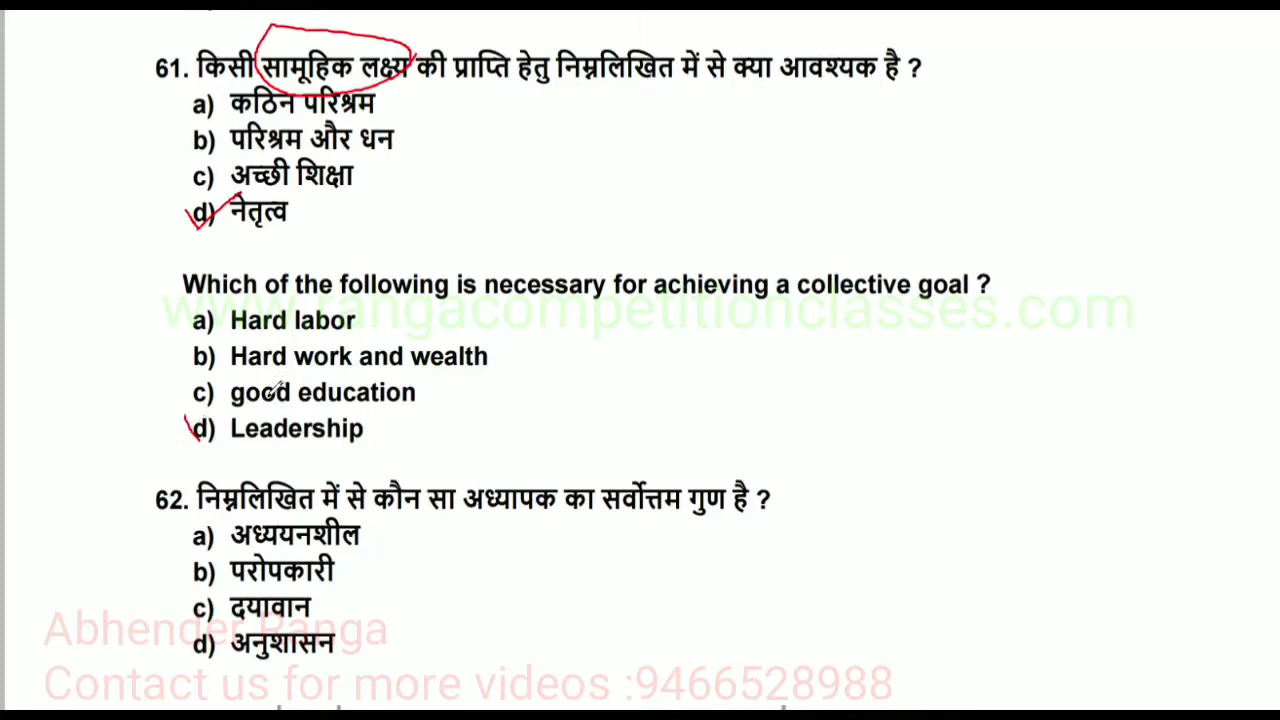 61. किसी सामूहिक लक्ष्य की प्राप्ति हेतु निम्नलिखित में से क्या आवश्यक है ?
a) कठिन परिश्रम
b) परिश्रम और धन
c) अच्छी शिक्षा
d) नेतृत्व
Which of the following is necessary for achieving a collective goal ?
www.rangacompetitionclasses.com
a) Hard labor
b) Hard work and wealth
c) good education
d) Leadership
62. निम्नलिखित में से कौन सा अध्यापक का सर्वोत्तम गुण है ?
a) अध्ययनशील
b) परोपकारी
c) दयावान
d) अनुशासन
Abhender Ranga
Contact us for more videos :9466528988